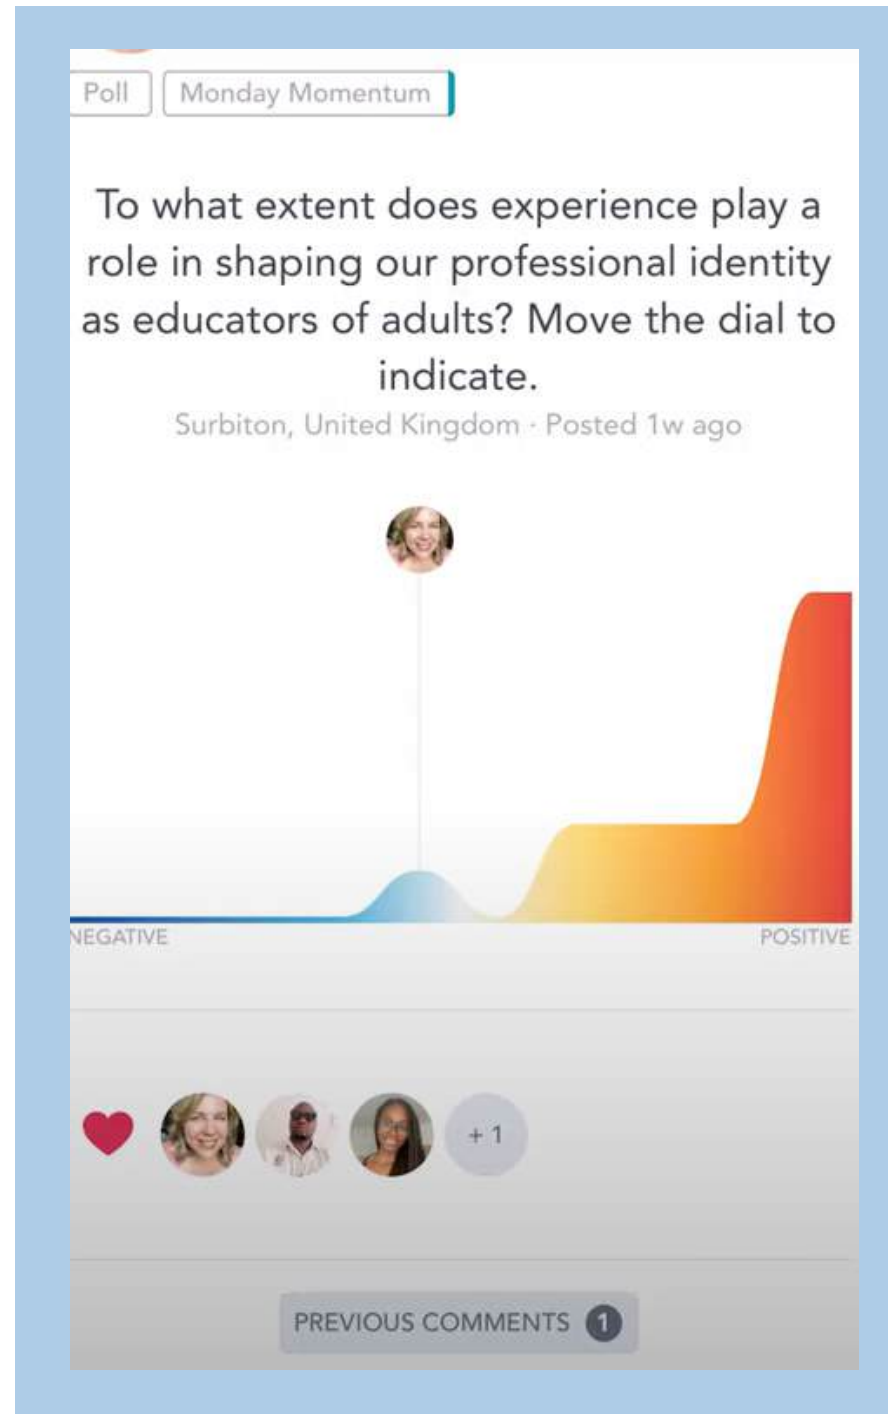 Poll
Monday Momentum
To what extent does experience play a
role in shaping our professional identity
as educators of adults? Move the dial to
indicate.
Surbiton, United Kingdom · Posted 1w ago
NEGATIVE
POSITIVE
+ 1
PREVIOUS COMMENTS 1